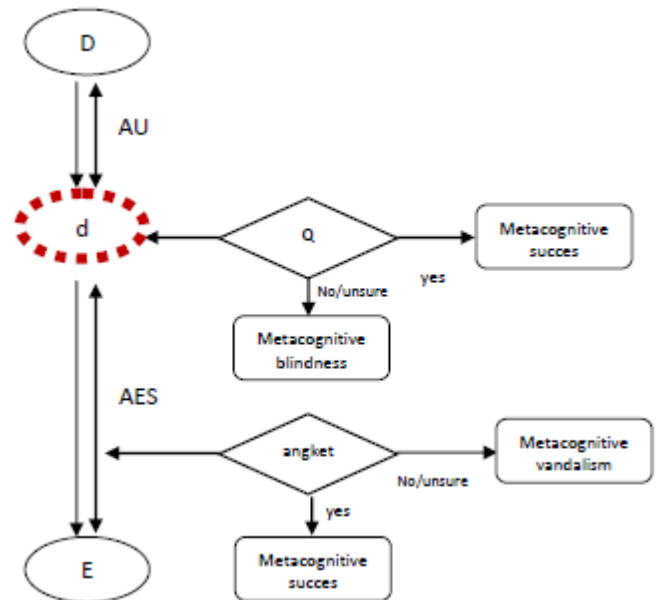 D
AU
d
Q
Metacognitive
succes
yes
No/unsure
Metacognitive
blindness
AES
angket
Metacognitive
vandalism
No/unsure
yes
Metacognitive
succes
E